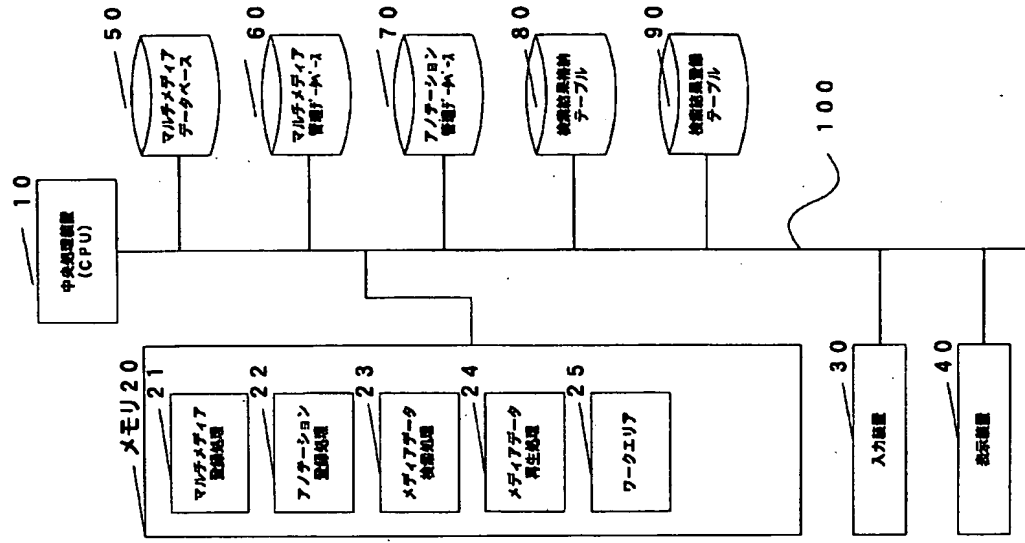 10
中央処理装置
(CPU)
50
マルチメディア
データベース
60
マルチメディア
管理データベース
70
アノテーション
管理データベース
80
検索結果格納
テーブル
90
検索結果登録
テーブル
100
メモリ20
21
マルチメディア
登録処理
22
アノテーション
登録処理
23
メディアデータ
検索処理
24
メディアデータ
再生処理
25
ワークエリア
30
入力装置
40
表示装置